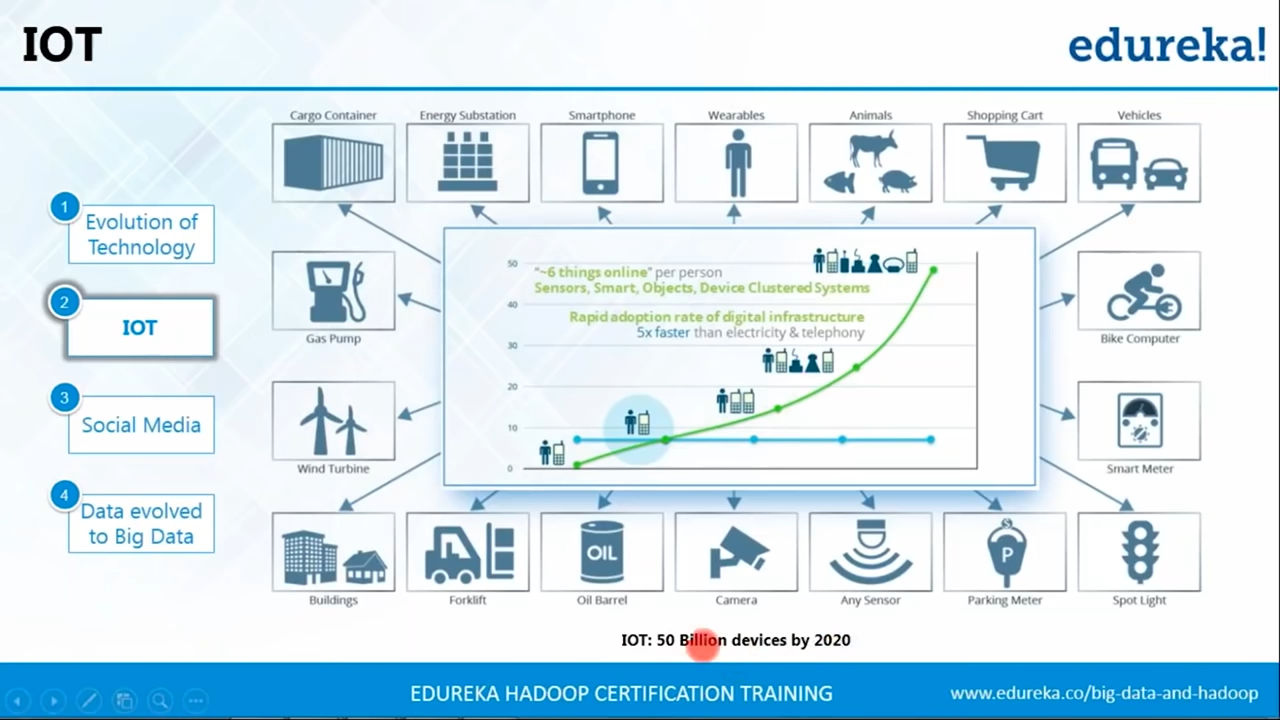 IOT
edureka!
1
Evolution of
Technology
2
IOT
3
Social Media
4
Data evolved
to Big Data
Cargo Container
Energy Substation
Smartphone
Wearables
Animals
Shopping Cart
Vehicles
Gas Pump
Wind Turbine
50
40
30
20
10
0
"~6 things online" per person
Sensors, Smart, Objects, Device Clustered Systems
Rapid adoption rate of digital infrastructure
5x faster than electricity & telephony
Bike Computer
Smart Meter
OIL
S
P
Buildings
Forklift
Oil Barrel
Camera
Any Sensor
Parking Meter
Spot Light
IOT: 50 Billion devices by 2020
EDUREKA HADOOP CERTIFICATION TRAINING
www.edureka.co/big-data-and-hadoop